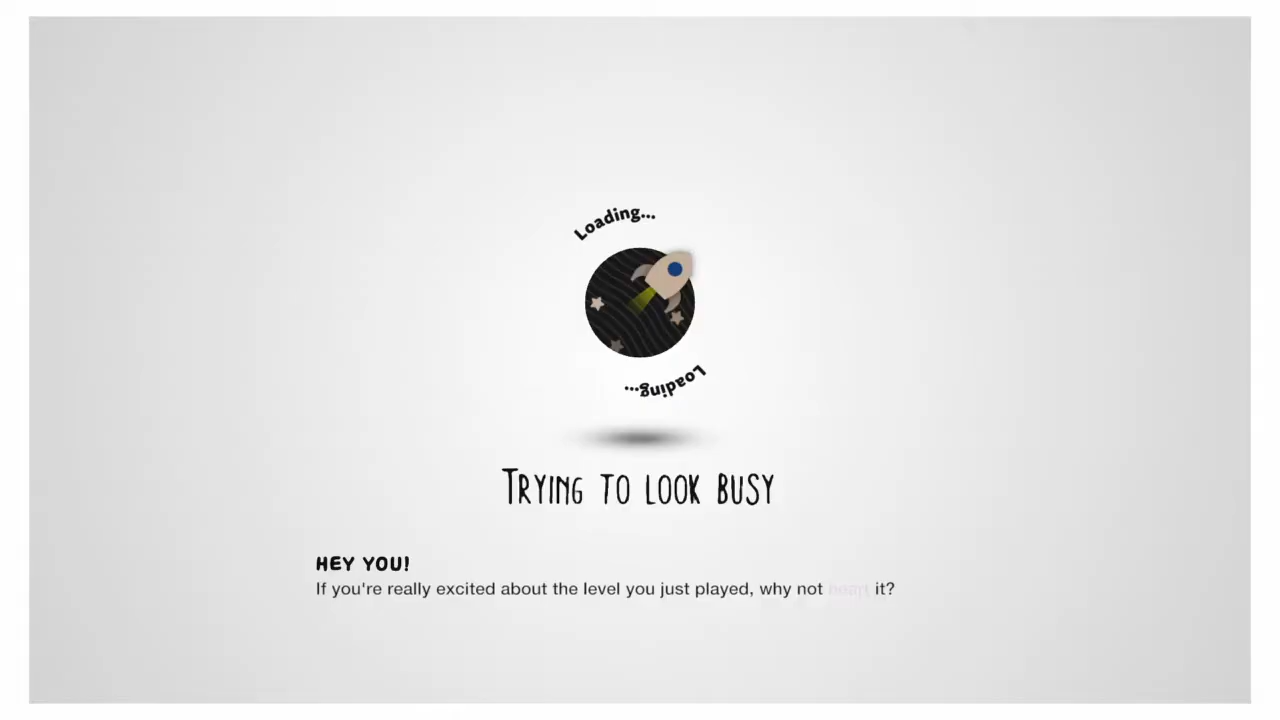 Loading...
Loading...
Trying to look busy
HEY YOU!
If you're really excited about the level you just played, why not heart it?